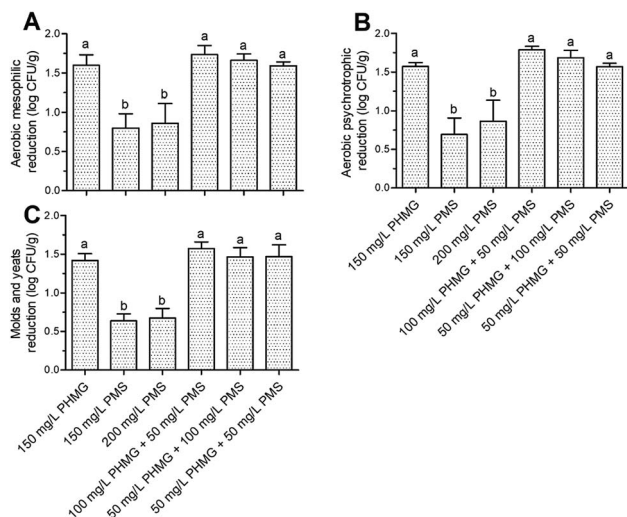 A
Aerobic mesophilic
reduction (log CFU/g)
2.0
1.5
1.0
0.5
0.0
a
b
b
a
a
a
B
Aerobic psychrotrophic
reduction (log CFU/g)
2.0
1.5
1.0
0.5
0.0
a
b
b
a
a
a
150 mg/L PHMG
150 mg/L PMS
200 mg/L PMS
100 mg/L PHMG + 50 mg/L PMS
50 mg/L PHMG + 100 mg/L PMS
50 mg/L PHMG + 50 mg/L PMS
C
Molds and yeats
reduction (log CFU/g)
2.0
1.5
1.0
0.5
0.0
a
b
b
a
a
a
150 mg/L PHMG
150 mg/L PMS
200 mg/L PMS
100 mg/L PHMG + 50 mg/L PMS
50 mg/L PHMG + 100 mg/L PMS
50 mg/L PHMG + 50 mg/L PMS